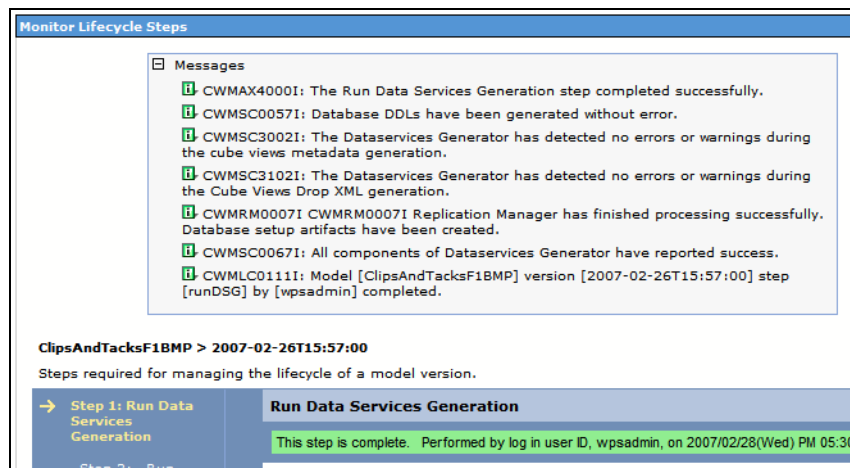 Monitor Lifecycle Steps
Messages
CWMAX4000I: The Run Data Services Generation step completed successfully.
CWMSC0057I: Database DDLs have been generated without error.
CWMSC3002I: The Dataservices Generator has detected no errors or warnings during
the cube views metadata generation.
CWMSC3102I: The Dataservices Generator has detected no errors or warnings during
the Cube Views Drop XML generation.
CWMRM0007I CWMRM0007I Replication Manager has finished processing successfully.
Database setup artifacts have been created.
CWMSC0067I: All components of Dataservices Generator have reported success.
CWMLC0111I: Model [ClipsAndTacksF1BMP] version [2007-02-26T15:57:00] step
[runDSG] by [wpsadmin] completed.
ClipsAndTacksF1BMP > 2007-02-26T15:57:00
Steps required for managing the lifecycle of a model version.
Step 1: Run Data
Services
Generation
Run Data Services Generation
This step is complete. Performed by log in user ID, wpsadmin, on 2007/02/28(Wed) PM 05:30
Step 2: Run